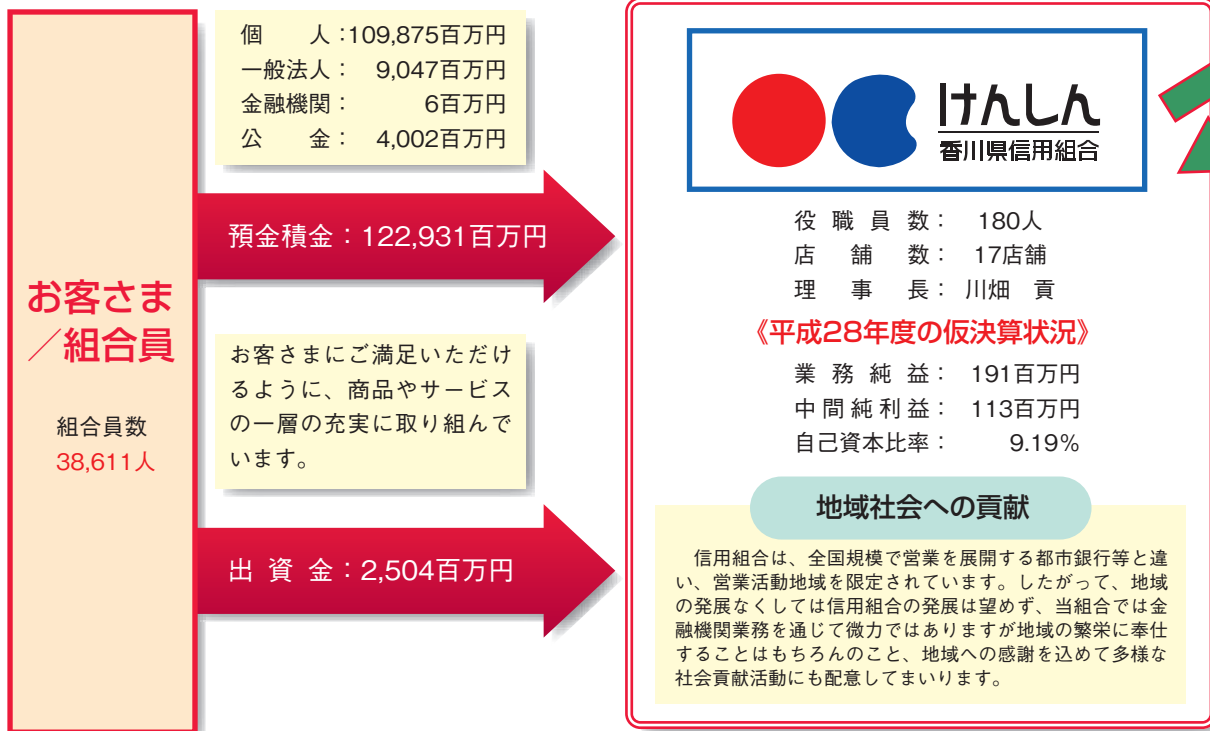 お客さま
／組合員
組合員数
38,611人
個　　人：109,875百万円
一般法人：　9,047百万円
金融機関：　　　6百万円
公　　金：　4,002百万円
預金積金：122,931百万円
お客さまにご満足いただけ
るように、商品やサービス
の一層の充実に取り組んで
います。
出 資 金：2,504百万円
けんしん
香川県信用組合
役 職 員 数：　180人
店　舗　数：　17店舗
理　事　長：　川畑　貢
《平成28年度の仮決算状況》
業 務 純 益：　191百万円
中間純利益：　113百万円
自己資本比率：　　9.19%
地域社会への貢献
　信用組合は、全国規模で営業を展開する都市銀行等と違
い、営業活動地域を限定されています。したがって、地域
の発展なくしては信用組合の発展は望めず、当組合では金
融機関業務を通じて微力ではありますが地域の繁栄に奉仕
することはもちろんのこと、地域への感謝を込めて多様な
社会貢献活動にも配意してまいります。